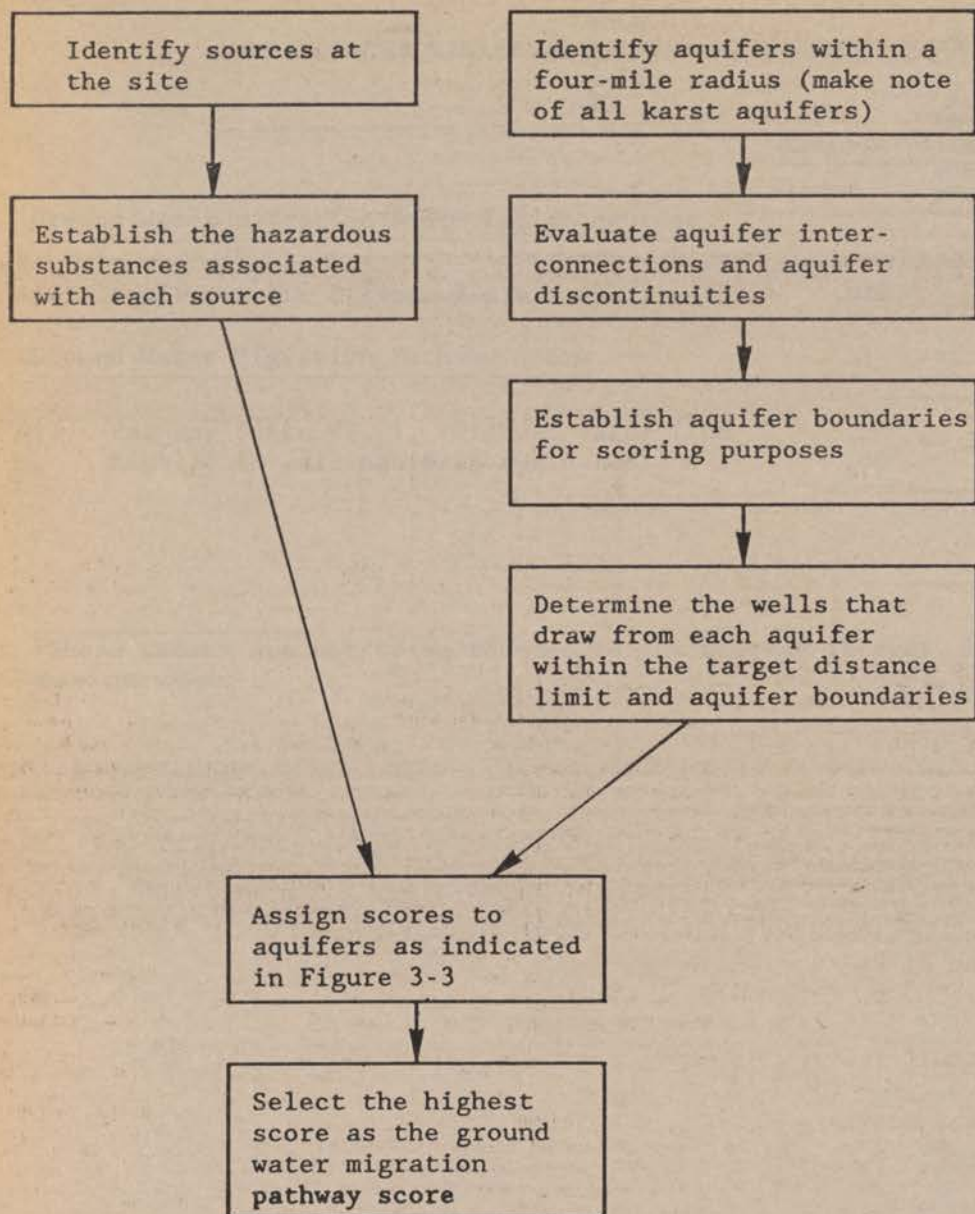 Identify sources at
the site
Identify aquifers within a
four-mile radius (make note
of all karst aquifers)
Establish the hazardous
substances associated
with each source
Evaluate aquifer inter-
connections and aquifer
discontinuities
Establish aquifer boundaries
for scoring purposes
Determine the wells that
draw from each aquifer
within the target distance
limit and aquifer boundaries
Assign scores to
aquifers as indicated
in Figure 3-3
Select the highest
score as the ground
water migration
pathway score